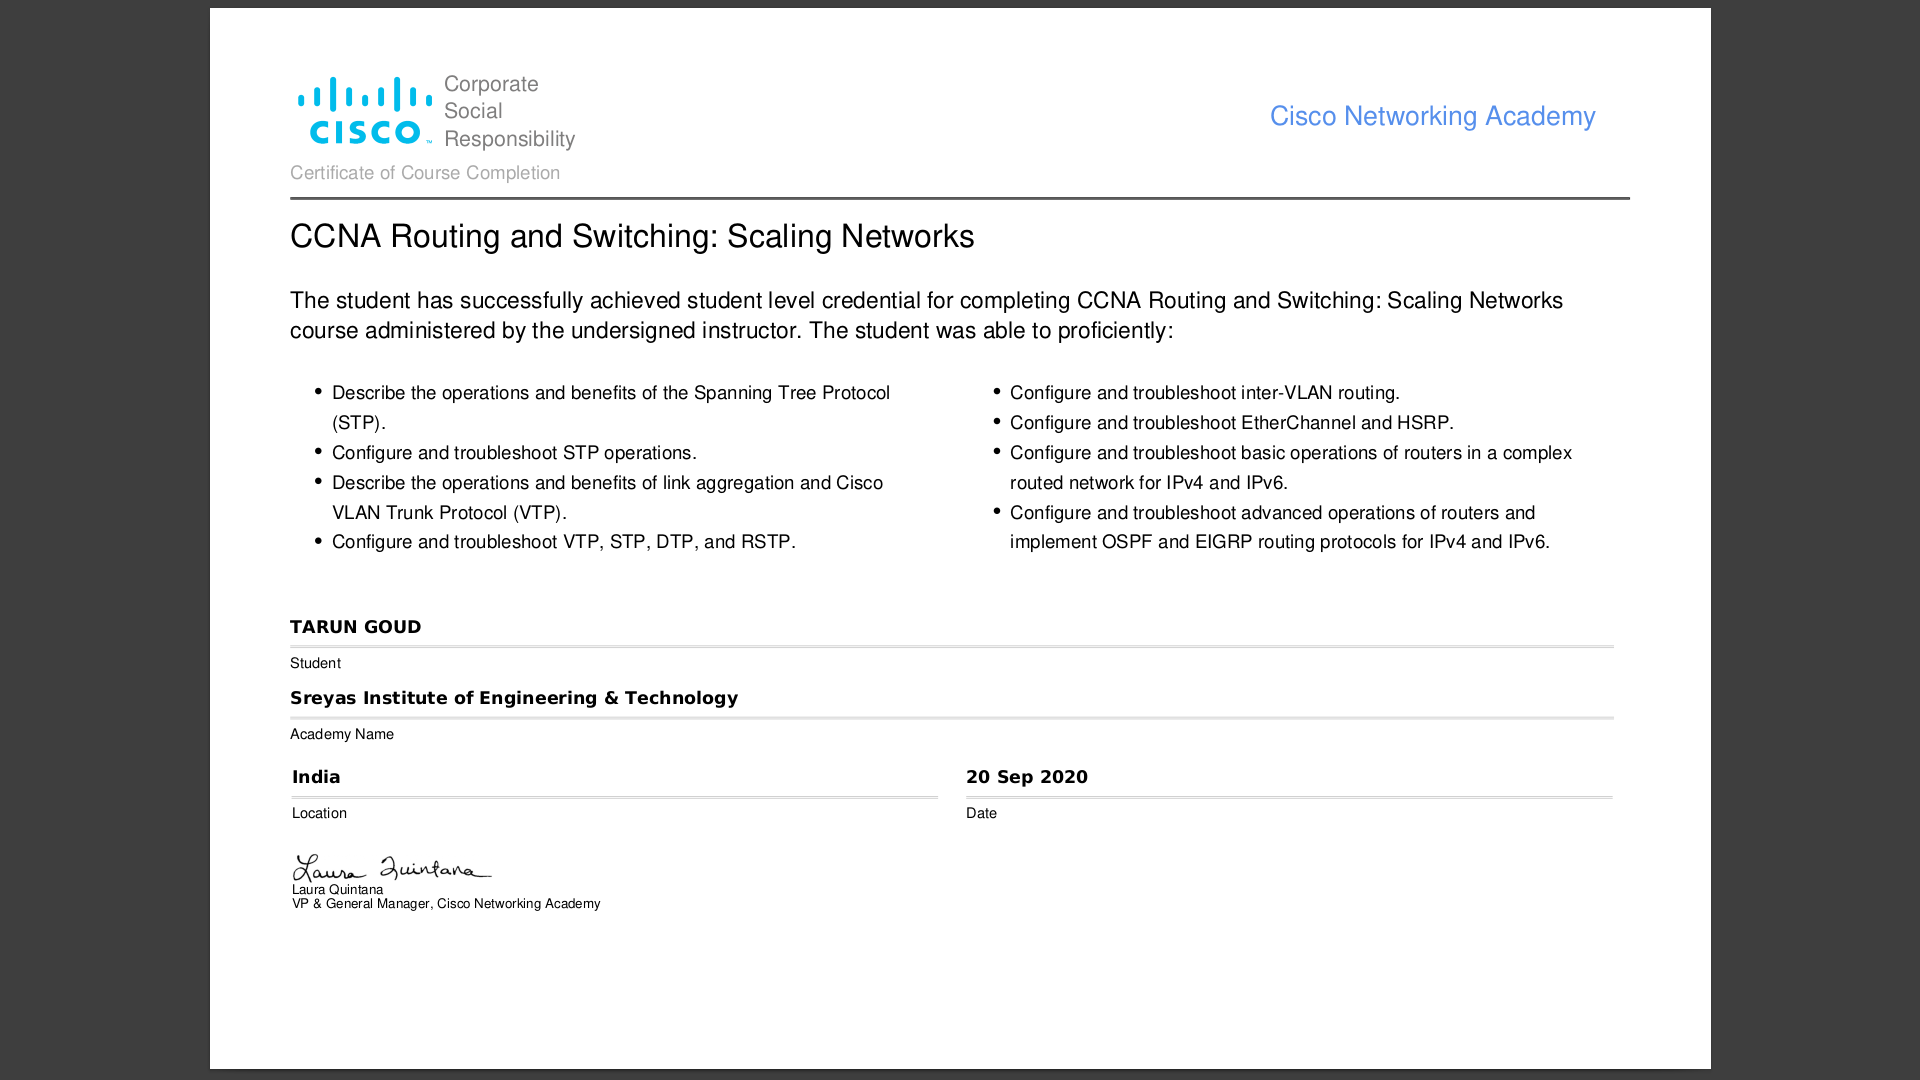 Corporate
Social
Responsibility
CISCO™
Cisco Networking Academy
Certificate of Course Completion
CCNA Routing and Switching: Scaling Networks
The student has successfully achieved student level credential for completing CCNA Routing and Switching: Scaling Networks
course administered by the undersigned instructor. The student was able to proficiently:
• Describe the operations and benefits of the Spanning Tree Protocol
(STP).
• Configure and troubleshoot STP operations.
• Describe the operations and benefits of link aggregation and Cisco
VLAN Trunk Protocol (VTP).
• Configure and troubleshoot VTP, STP, DTP, and RSTP.
• Configure and troubleshoot inter-VLAN routing.
• Configure and troubleshoot EtherChannel and HSRP.
• Configure and troubleshoot basic operations of routers in a complex
routed network for IPv4 and IPv6.
• Configure and troubleshoot advanced operations of routers and
implement OSPF and EIGRP routing protocols for IPv4 and IPv6.
TARUN GOUD
Student
Sreyas Institute of Engineering & Technology
Academy Name
India
Location
20 Sep 2020
Date
Laura Quintana
Laura Quintana
VP & General Manager, Cisco Networking Academy